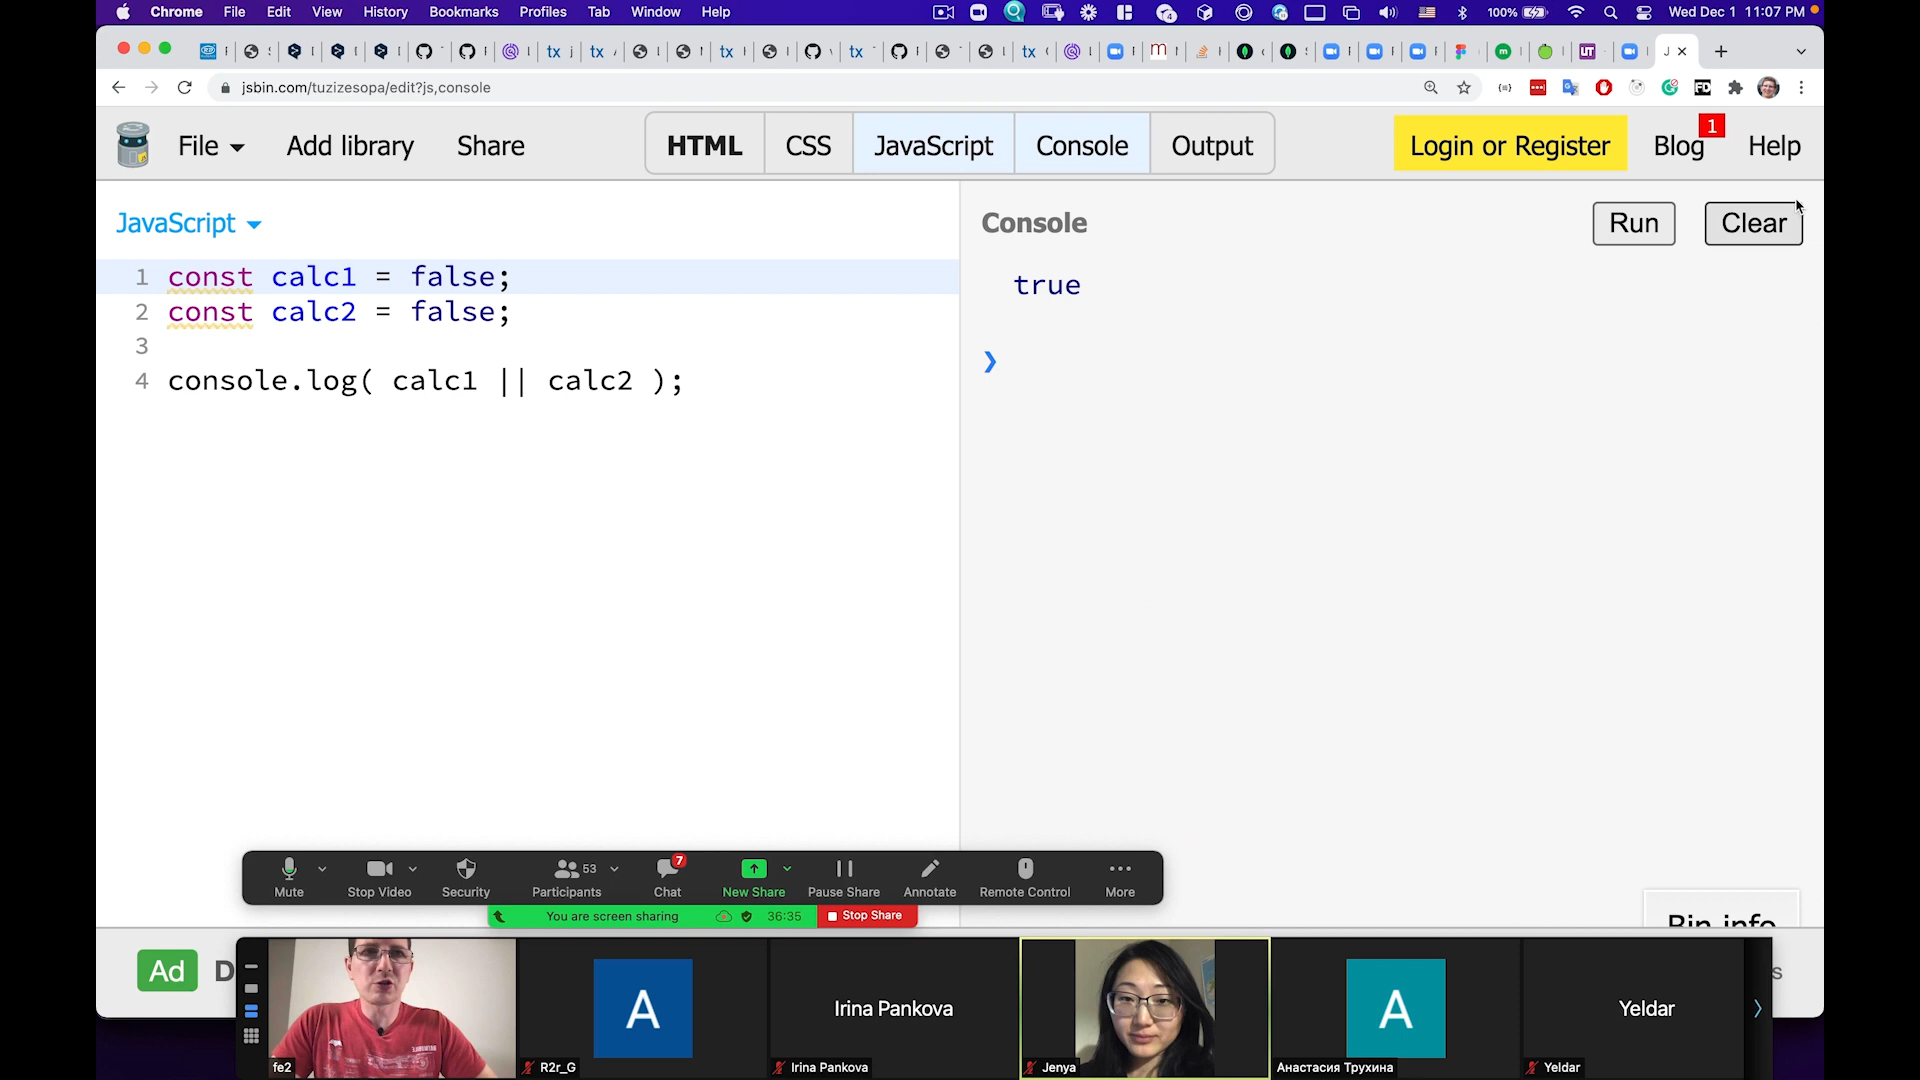 Chrome File Edit View History Bookmarks Profiles Tab Window Help 4 100% Wed Dec 1 11:07 PM
jsbin.com/tuzizesopa/edit?js,console
File Add library Share HTML CSS JavaScript Console Output Login or Register Blog 1 Help
JavaScript
1 const calc1 = false;
2 const calc2 = false;
3
4 console.log( calc1 || calc2 );
Console Run Clear
true
Bin info
Mute Stop Video Security Participants 53 Chat 7 New Share Pause Share Annotate Remote Control More
You are screen sharing 36:35 Stop Share
Ad D
fe2
A
R2r_G
Irina Pankova
Irina Pankova
Jenya
A
Анастасия Трухина
Yeldar
Yeldar